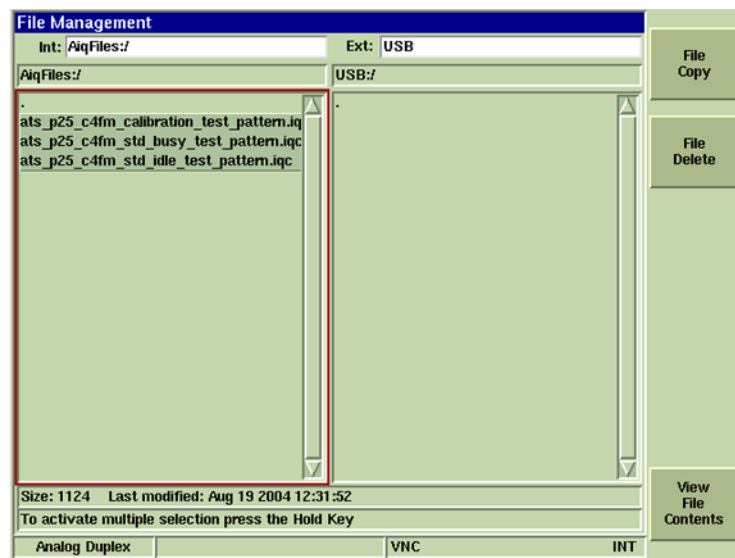 File Management
Int: AiqFiles:/ Ext: USB
AiqFiles:/ USB:/
. .
ats_p25_c4fm_calibration_test_pattern.iq
ats_p25_c4fm_std_busy_test_pattern.iqc
ats_p25_c4fm_std_idle_test_pattern.iqc
Size: 1124 Last modified: Aug 19 2004 12:31:52
To activate multiple selection press the Hold Key
Analog Duplex VNC INT
File
Copy
File
Delete
View
File
Contents